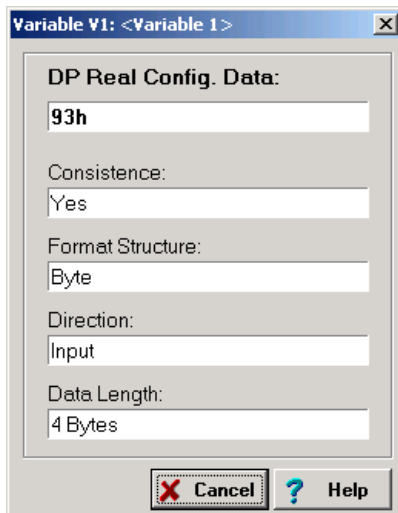 Variable V1: <Variable 1>
DP Real Config. Data:
93h
Consistence:
Yes
Format Structure:
Byte
Direction:
Input
Data Length:
4 Bytes
Cancel
Help